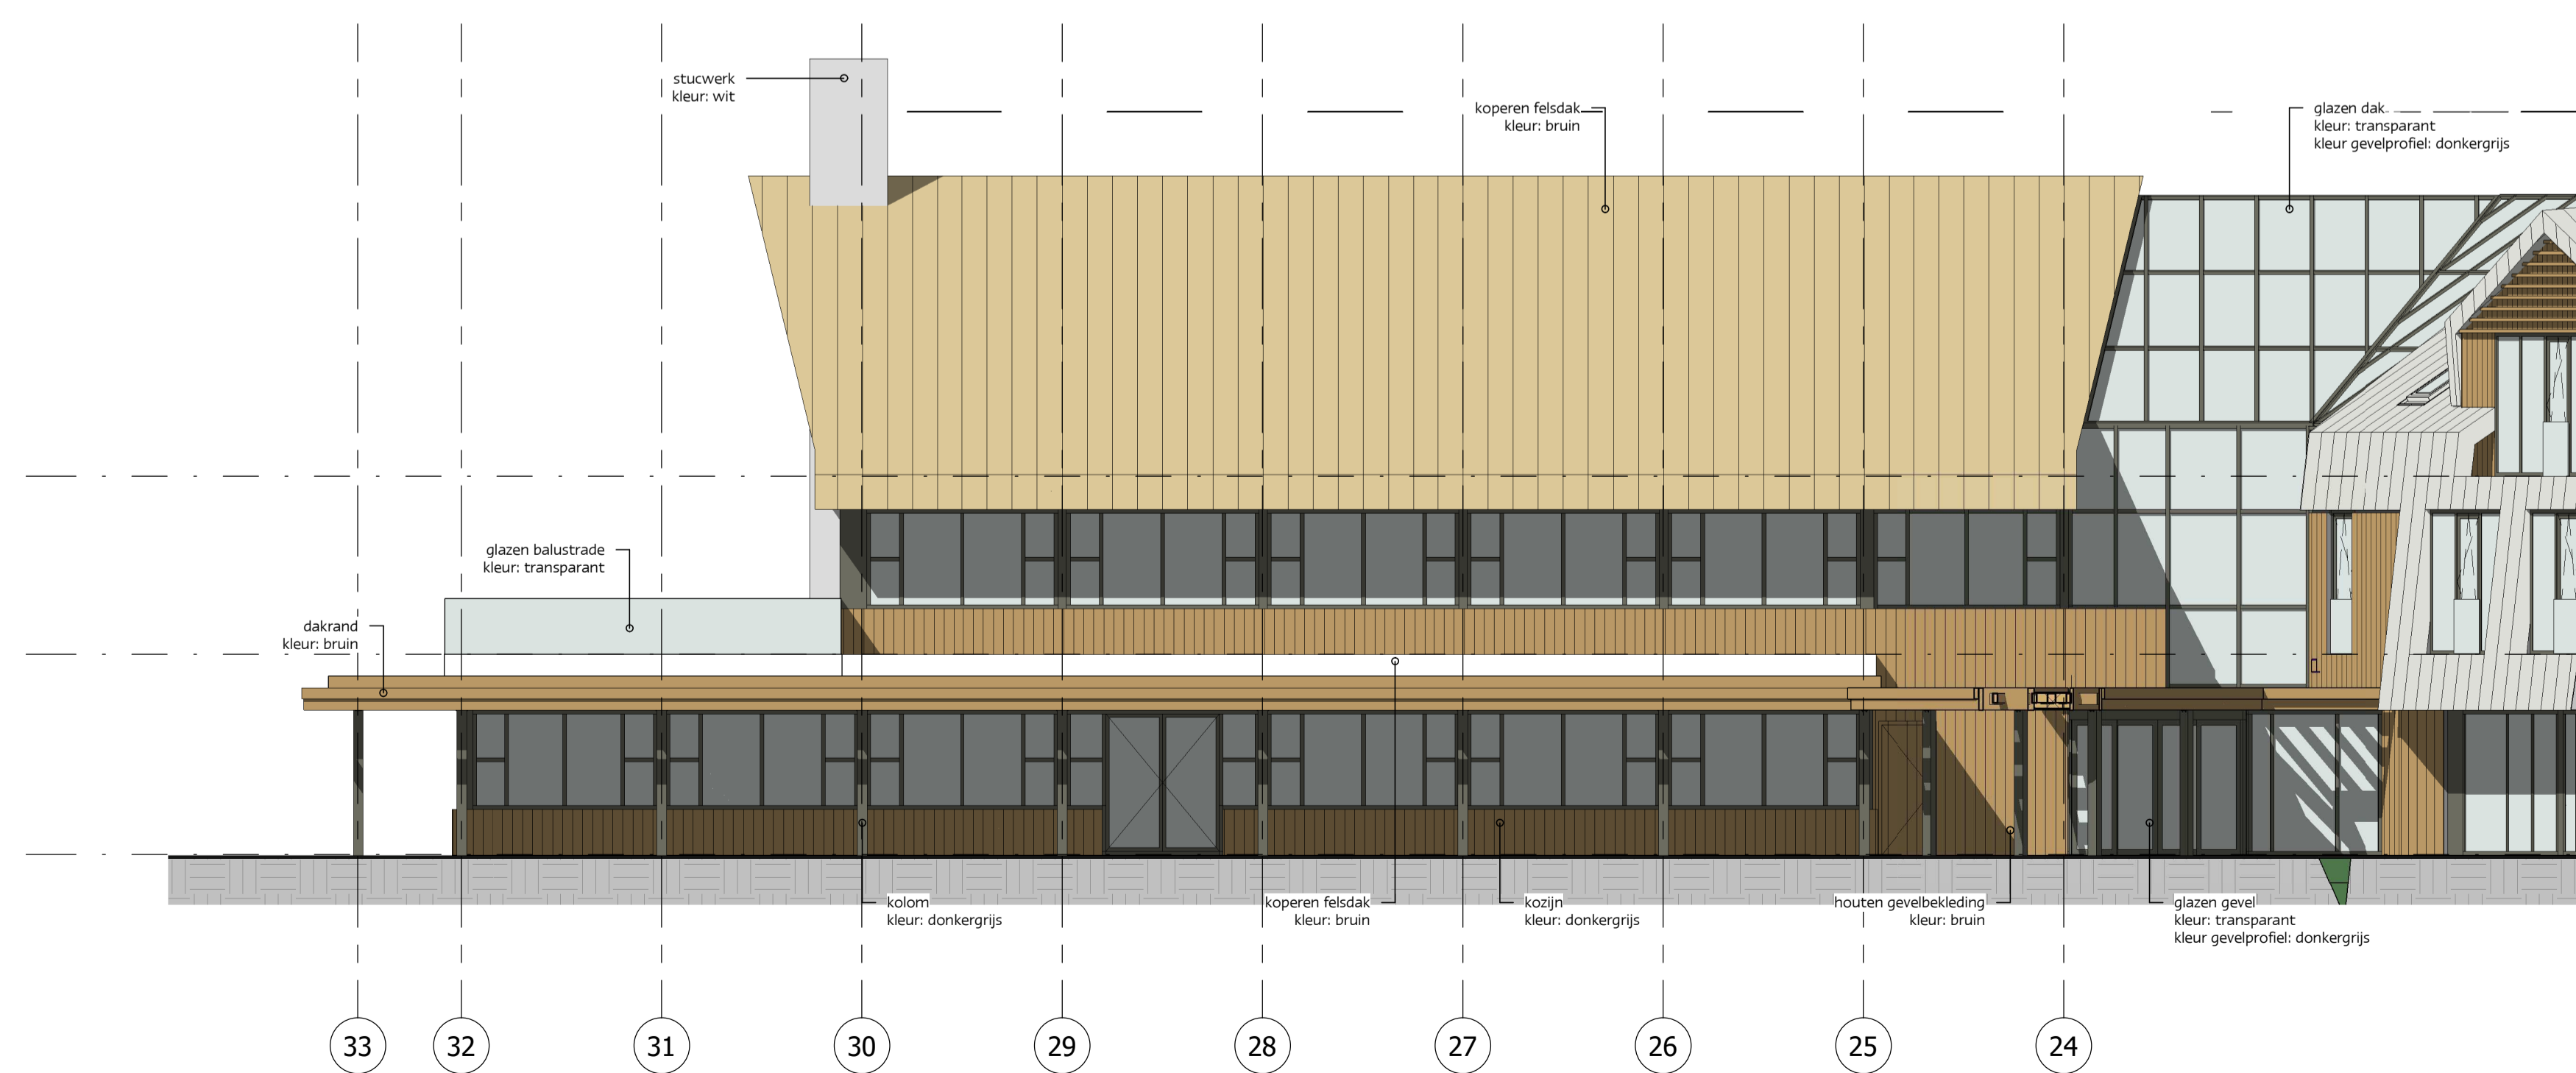 stucwerk
kleur: wit
koperen felsdak
kleur: bruin
glazen dak
kleur: transparant
kleur gevelprofiel: donkergrijs
glazen balustrade
kleur: transparant
dakrand
kleur: bruin
kolom
kleur: donkergrijs
koperen felsdak
kleur: bruin
kozijn
kleur: donkergrijs
houten gevelbekleding
kleur: bruin
glazen gevel
kleur: transparant
kleur gevelprofiel: donkergrijs
33 32 31 30 29 28 27 26 25 24